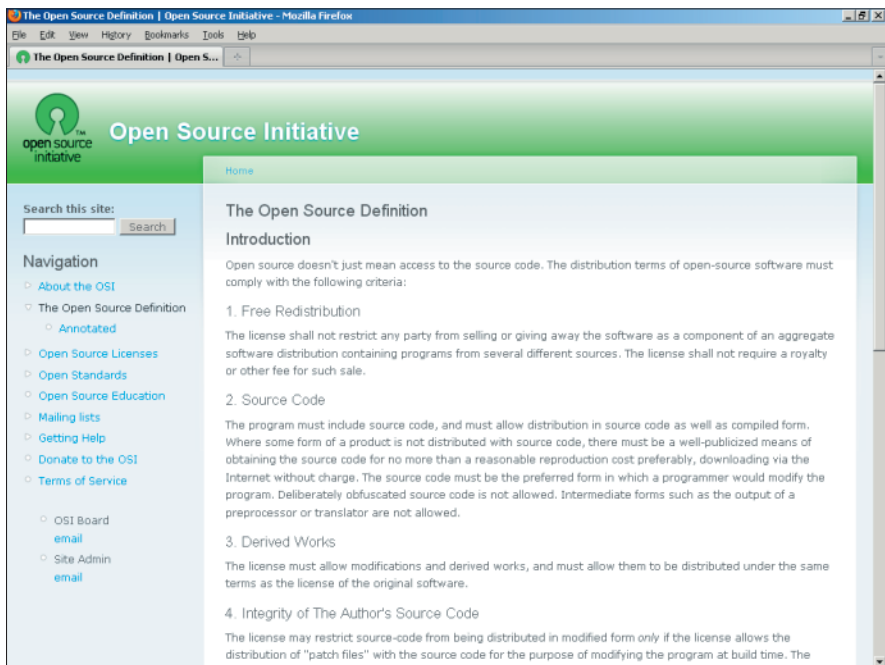 The Open Source Definition | Open Source Initiative - Mozilla Firefox
File Edit View History Bookmarks Tools Help
The Open Source Definition | Open S...
open source
initiative
TM
Open Source Initiative
Home
Search this site:
Search
Navigation
About the OSI
The Open Source Definition
Annotated
Open Source Licenses
Open Standards
Open Source Education
Mailing lists
Getting Help
Donate to the OSI
Terms of Service
OSI Board
email
Site Admin
email
The Open Source Definition
Introduction
Open source doesn't just mean access to the source code. The distribution terms of open-source software must
comply with the following criteria:
1. Free Redistribution
The license shall not restrict any party from selling or giving away the software as a component of an aggregate
software distribution containing programs from several different sources. The license shall not require a royalty
or other fee for such sale.
2. Source Code
The program must include source code, and must allow distribution in source code as well as compiled form.
Where some form of a product is not distributed with source code, there must be a well-publicized means of
obtaining the source code for no more than a reasonable reproduction cost preferably, downloading via the
Internet without charge. The source code must be the preferred form in which a programmer would modify the
program. Deliberately obfuscated source code is not allowed. Intermediate forms such as the output of a
preprocessor or translator are not allowed.
3. Derived Works
The license must allow modifications and derived works, and must allow them to be distributed under the same
terms as the license of the original software.
4. Integrity of The Author's Source Code
The license may restrict source-code from being distributed in modified form only if the license allows the
distribution of "patch files" with the source code for the purpose of modifying the program at build time. The